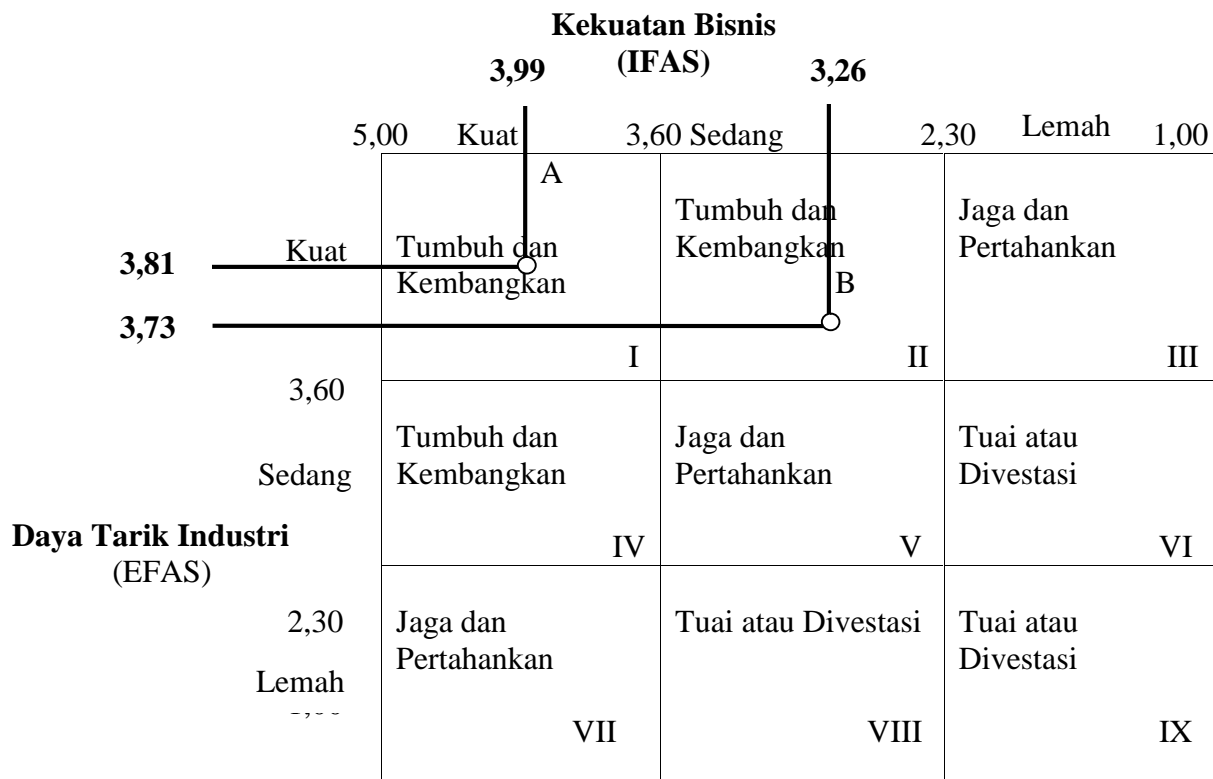 Kekuatan Bisnis
(IFAS)
3,99 3,26
5,00 Kuat 3,60 Sedang 2,30 Lemah 1,00
A
Tumbuh dan
Kembangkan
Jaga dan
Pertahankan
Kuat
Tumbuh dan
Kembangkan
3,81
B
3,73
I II III
3,60
Tumbuh dan
Kembangkan
Jaga dan
Pertahankan
Tuai atau
Divestasi
Sedang
Daya Tarik Industri
(EFAS)
IV V VI
2,30
Jaga dan
Pertahankan
Tuai atau Divestasi
Tuai atau
Divestasi
Lemah
VII VIII IX